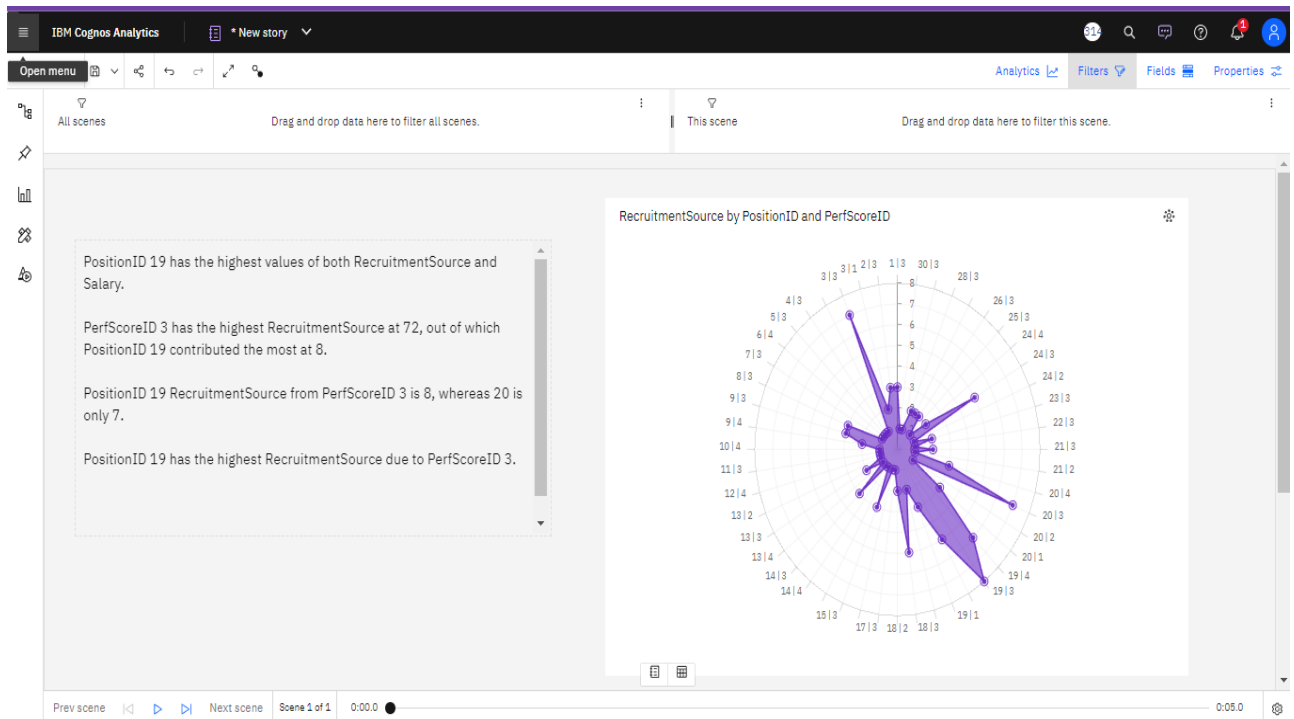 IBM Cognos Analytics
* New story
314
1
Open menu
Analytics
Filters
Fields
Properties
All scenes
Drag and drop data here to filter all scenes.
This scene
Drag and drop data here to filter this scene.
PositionID 19 has the highest values of both RecruitmentSource and
Salary.
PerfScoreID 3 has the highest RecruitmentSource at 72, out of which
PositionID 19 contributed the most at 8.
PositionID 19 RecruitmentSource from PerfScoreID 3 is 8, whereas 20 is
only 7.
PositionID 19 has the highest RecruitmentSource due to PerfScoreID 3.
RecruitmentSource by PositionID and PerfScoreID
1|3
30|3
28|3
26|3
25|3
24|4
24|3
24|2
23|3
22|3
21|3
21|2
20|4
20|3
20|2
20|1
19|4
19|3
19|1
18|3
18|2
17|3
15|3
14|4
14|3
13|4
13|3
13|2
12|4
11|3
10|4
9|4
9|3
8|3
7|3
6|4
5|3
4|3
3|3
3|1
2|3
8
7
6
5
4
3
Prev scene
Next scene
Scene 1 of 1
0:00.0
0:05.0